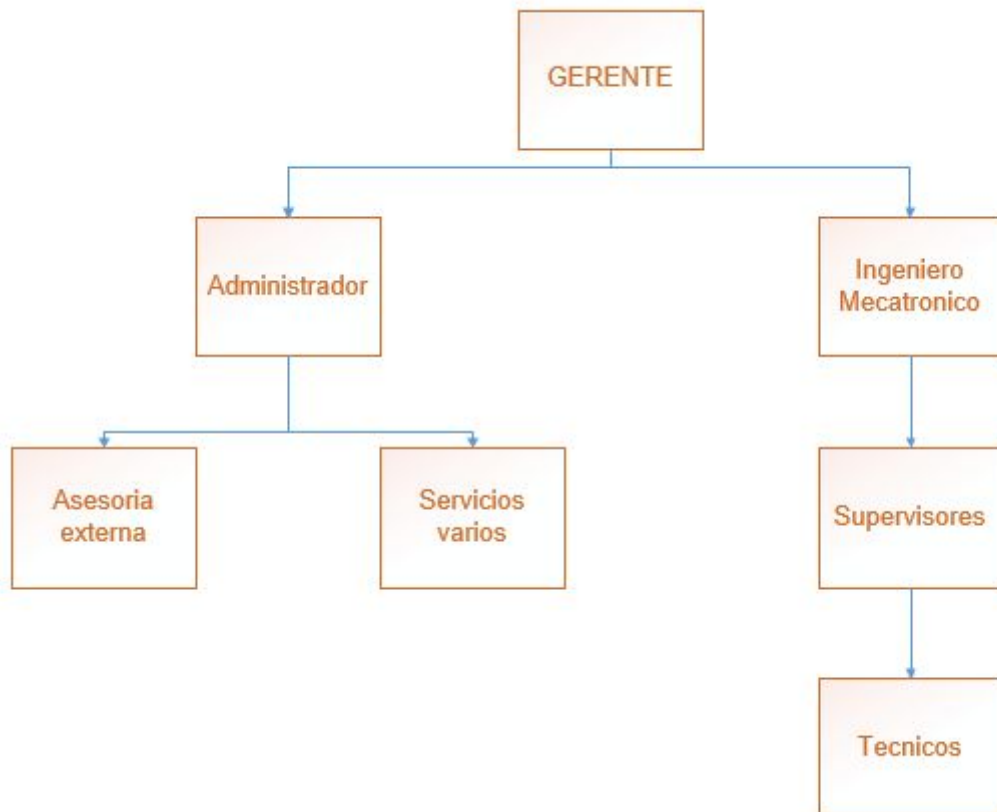 GERENTE
Administrador
Ingeniero
Mecatronico
Asesoria
externa
Servicios
varios
Supervisores
Tecnicos